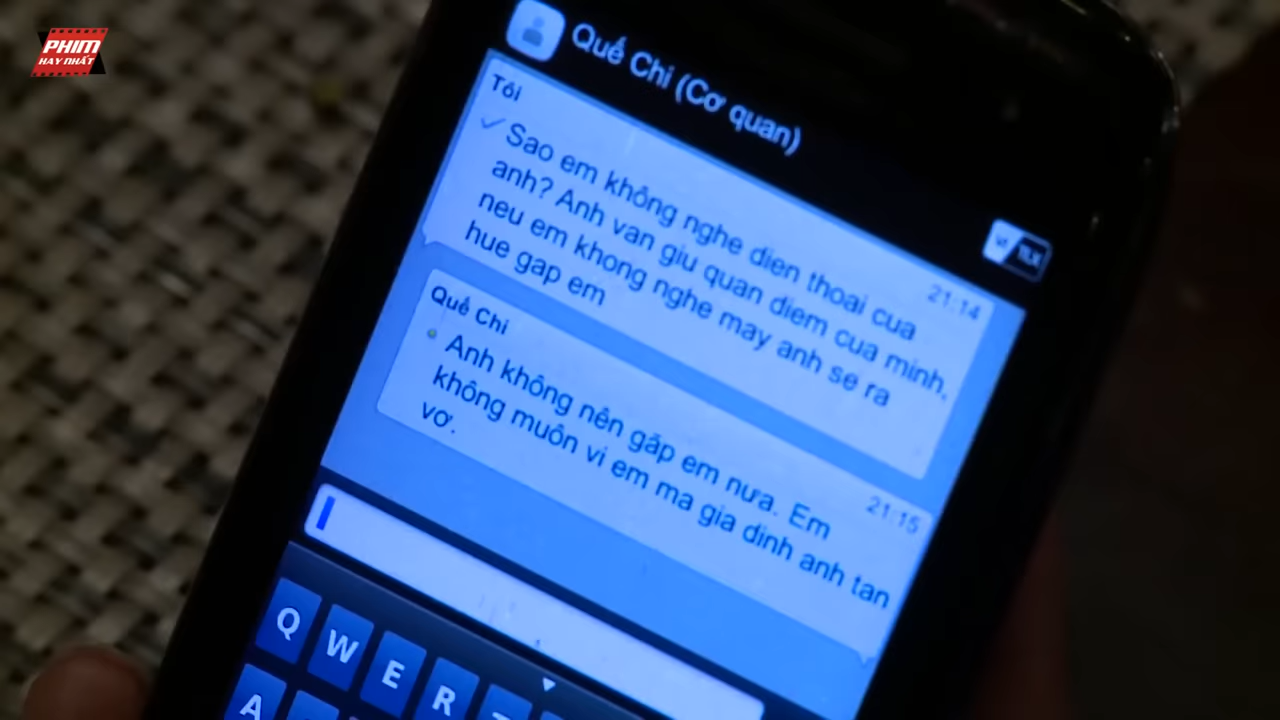 PHIM
HAY NHẤT
Quế Chi (Cơ quan)
Tôi
Sao em không nghe dien thoai cua
anh? Anh van giu quan diem cua minh,
neu em khong nghe may anh se ra
hue gap em
21:14
Quế Chi
Anh không nên găp em nưa. Em
không muôn vi em ma gia dinh anh tan
vơ.
21:15
Q W E R
A